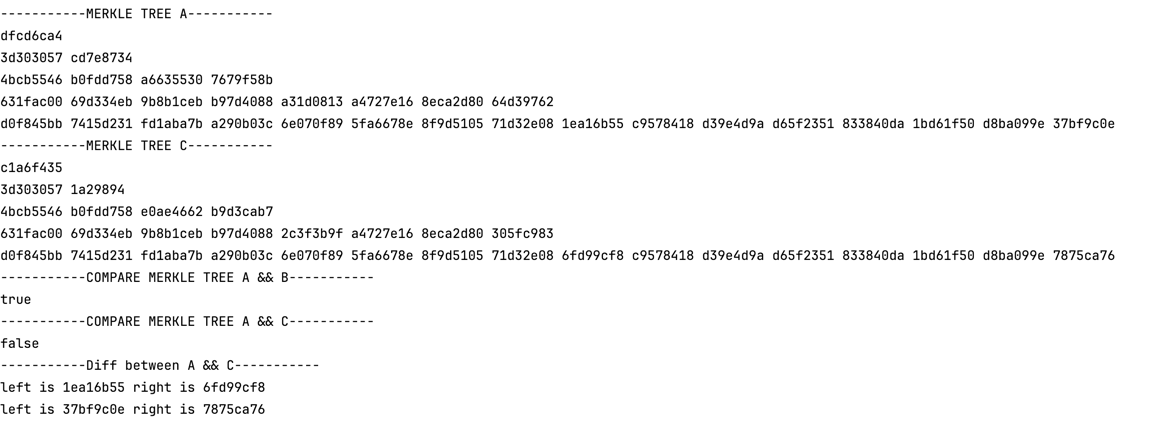 -----------MERKLE TREE A-----------
dfcd6ca4
3d303057 cd7e8734
4bcb5546 b0fdd758 a6635530 7679f58b
631fac00 69d334eb 9b8b1ceb b97d4088 a31d0813 a4727e16 8eca2d80 64d39762
d0f845bb 7415d231 fd1aba7b a290b03c 6e070f89 5fa6678e 8f9d5105 71d32e08 1ea16b55 c9578418 d39e4d9a d65f2351 833840da 1bd61f50 d8ba099e 37bf9c0e
-----------MERKLE TREE C-----------
c1a6f435
3d303057 1a29894
4bcb5546 b0fdd758 e0ae4662 b9d3cab7
631fac00 69d334eb 9b8b1ceb b97d4088 2c3f3b9f a4727e16 8eca2d80 305fc983
d0f845bb 7415d231 fd1aba7b a290b03c 6e070f89 5fa6678e 8f9d5105 71d32e08 6fd99cf8 c9578418 d39e4d9a d65f2351 833840da 1bd61f50 d8ba099e 7875ca76
-----------COMPARE MERKLE TREE A && B-----------
true
-----------COMPARE MERKLE TREE A && C-----------
false
-----------Diff between A && C-----------
left is 1ea16b55 right is 6fd99cf8
left is 37bf9c0e right is 7875ca76